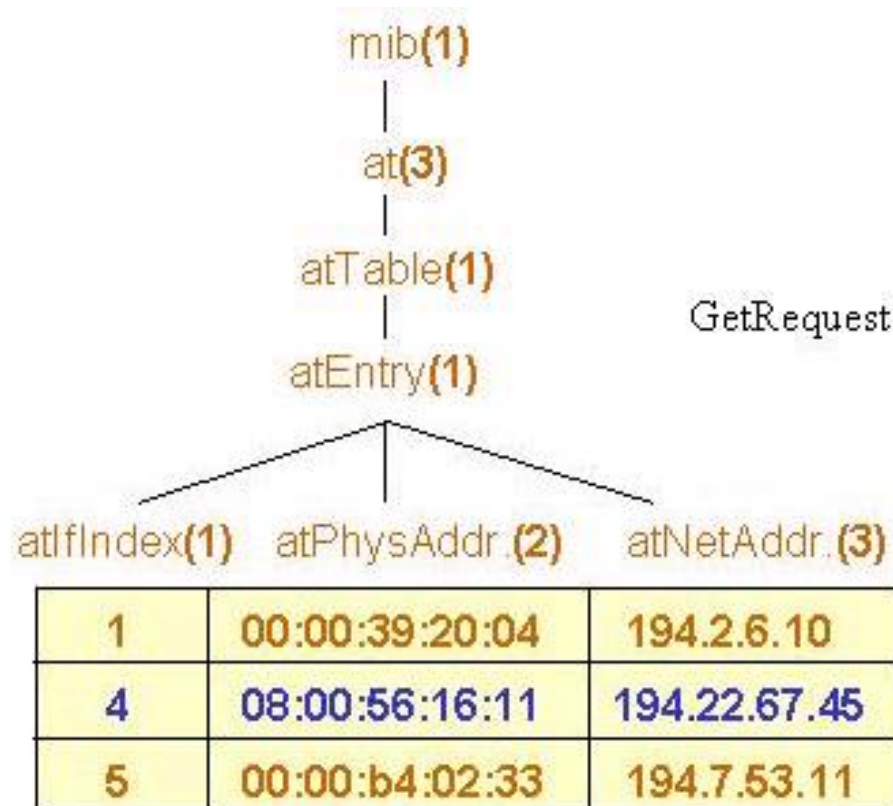 mib(1)
at(3)
atTable(1)
GetRequest
atEntry(1)
atIfIndex(1) atPhysAddr.(2) atNetAddr.(3)
1 00:00:39:20:04 194.2.6.10
4 08:00:56:16:11 194.22.67.45
5 00:00:b4:02:33 194.7.53.11